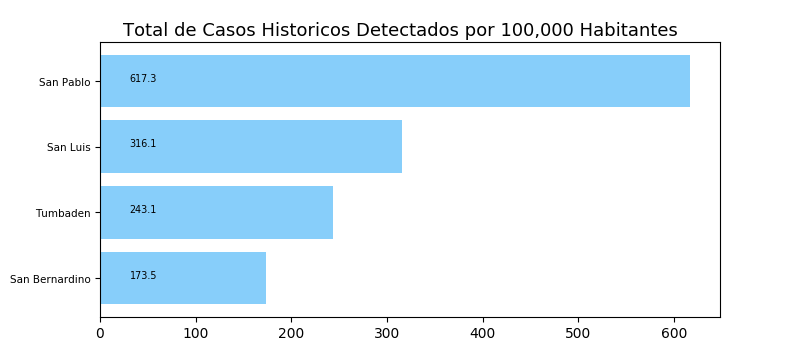 Total de Casos Historicos Detectados por 100,000 Habitantes
San Pablo 617.3
San Luis 316.1
Tumbaden 243.1
San Bernardino 173.5
0 100 200 300 400 500 600